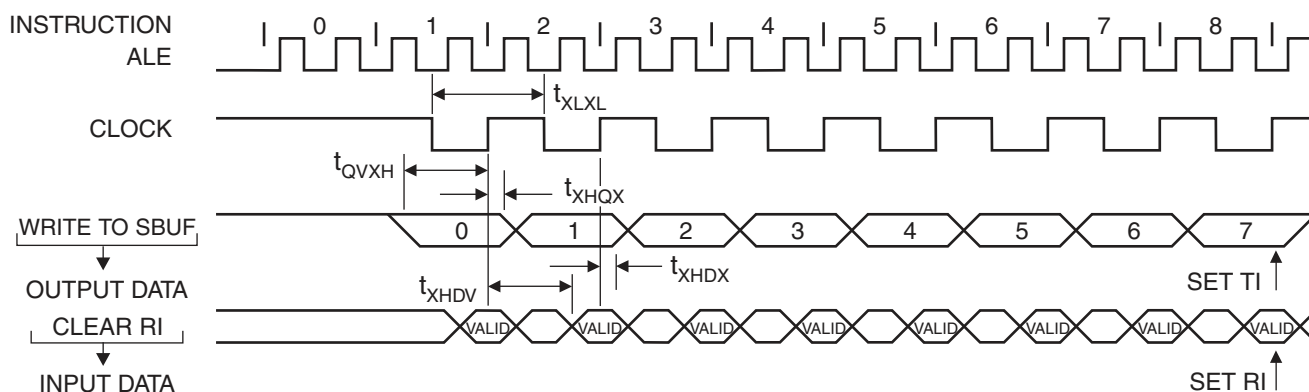 INSTRUCTION 0 1 2 3 4 5 6 7 8
ALE
tXLXL
CLOCK
tQVXH
tXHQX
WRITE TO SBUF
0 1 2 3 4 5 6 7
tXHDX
OUTPUT DATA
tXHDV
SET TI
CLEAR RI
VALID VALID VALID VALID VALID VALID VALID VALID
INPUT DATA
SET RI